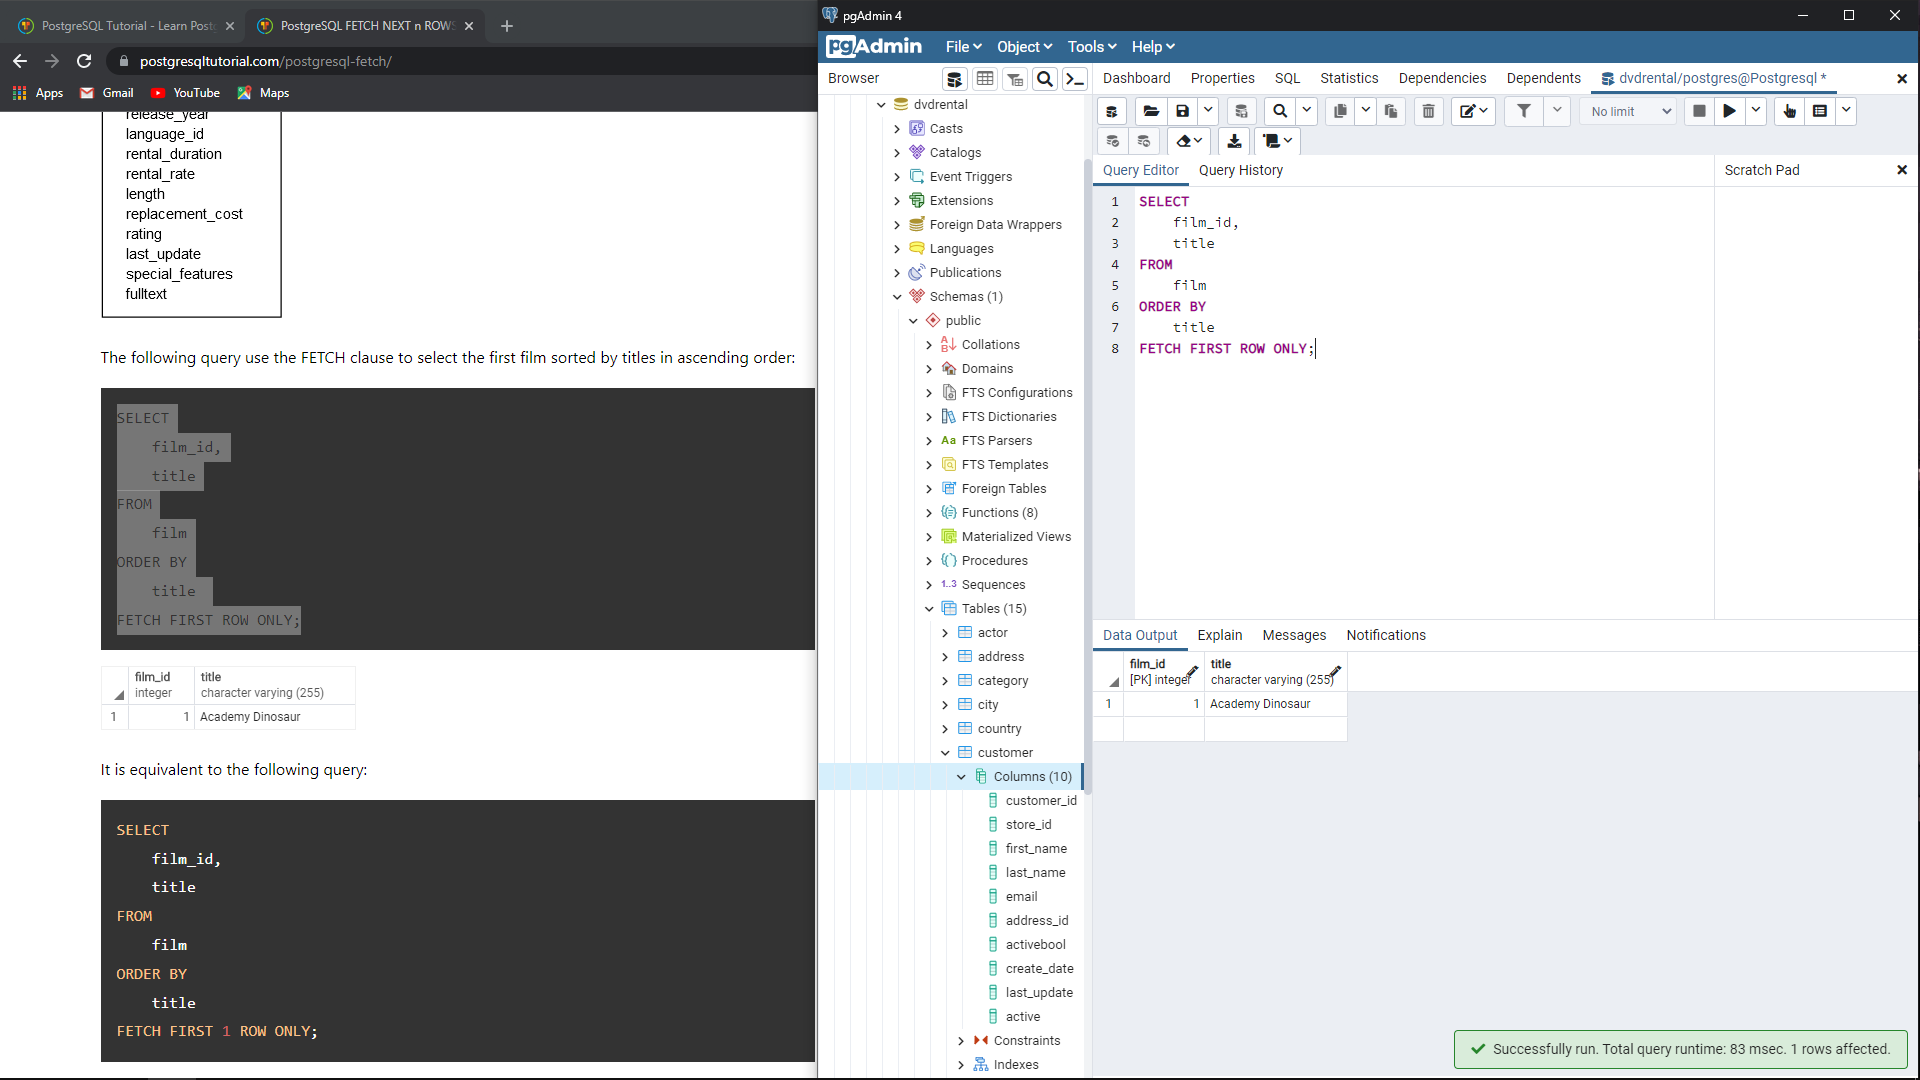 PostgreSQL Tutorial - Learn Post
PostgreSQL FETCH NEXT n ROWS
postgresqltutorial.com/postgresql-fetch/
Apps
Gmail
YouTube
Maps
release_year
language_id
rental_duration
rental_rate
length
replacement_cost
rating
last_update
special_features
fulltext
The following query use the FETCH clause to select the first film sorted by titles in ascending order:
SELECT
film_id,
title
FROM
film
ORDER BY
title
FETCH FIRST ROW ONLY;
film_id title
integer character varying (255)
1 1 Academy Dinosaur
It is equivalent to the following query:
SELECT
film_id,
title
FROM
film
ORDER BY
title
FETCH FIRST 1 ROW ONLY;
pgAdmin 4
pgAdmin File Object Tools Help
Browser
dvdrental
Casts
Catalogs
Event Triggers
Extensions
Foreign Data Wrappers
Languages
Publications
Schemas (1)
public
Collations
Domains
FTS Configurations
FTS Dictionaries
Aa FTS Parsers
FTS Templates
Foreign Tables
Functions (8)
Materialized Views
Procedures
1..3 Sequences
Tables (15)
actor
address
category
city
country
customer
Columns (10)
customer_id
store_id
first_name
last_name
email
address_id
activebool
create_date
last_update
active
Constraints
Indexes
Dashboard Properties SQL Statistics Dependencies Dependents dvdrental/postgres@Postgresql *
No limit
Query Editor Query History
Scratch Pad
1 SELECT
2 film_id,
3 title
4 FROM
5 film
6 ORDER BY
7 title
8 FETCH FIRST ROW ONLY;
Data Output Explain Messages Notifications
film_id title
[PK] integer character varying (255)
1 1 Academy Dinosaur
Successfully run. Total query runtime: 83 msec. 1 rows affected.